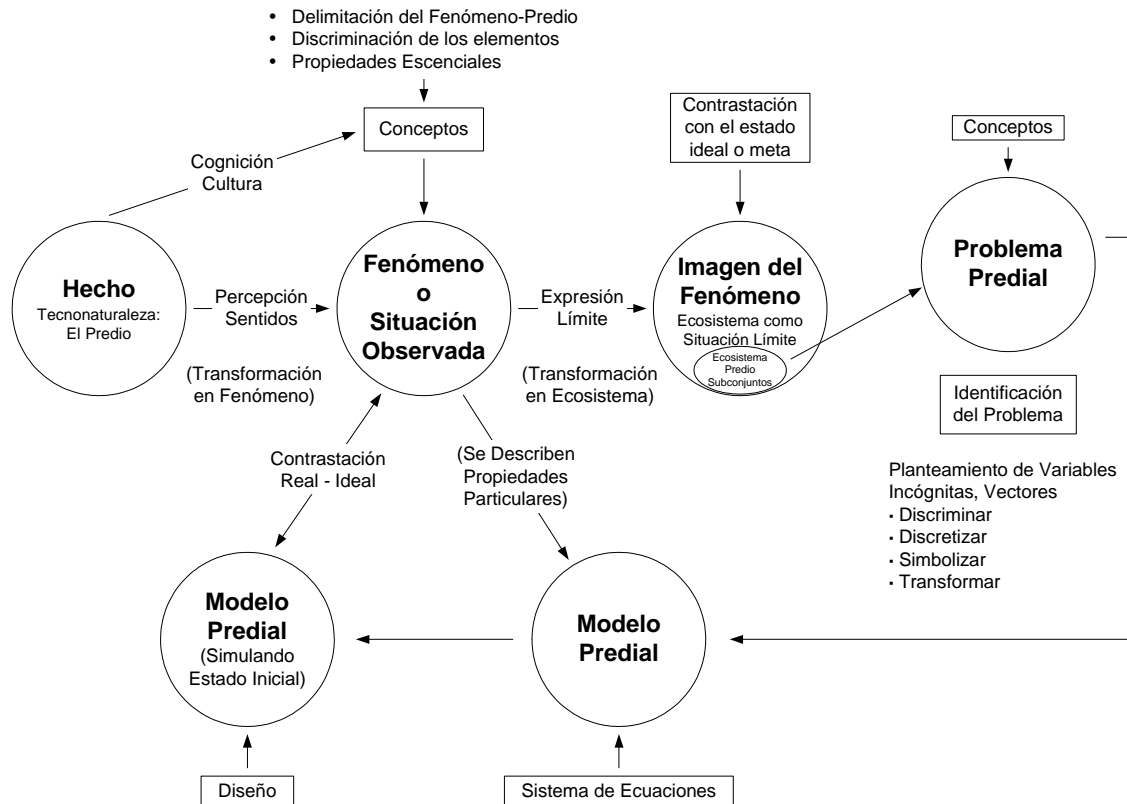 • Delimitación del Fenómeno-Predio
• Discriminación de los elementos
• Propiedades Escenciales
Conceptos
Contrastación
con el estado
ideal o meta
Conceptos
Cognición
Cultura
Hecho
Tecnonaturaleza:
El Predio
Percepción
Sentidos
(Transformación
en Fenómeno)
Fenómeno
o
Situación
Observada
Expresión
Límite
(Transformación
en Ecosistema)
Imagen del
Fenómeno
Ecosistema como
Situación Límite
Ecosistema
Predio
Subconjuntos
Problema
Predial
Identificación
del Problema
Planteamiento de Variables
Incógnitas, Vectores
▪ Discriminar
▪ Discretizar
▪ Simbolizar
▪ Transformar
Contrastación
Real - Ideal
(Se Describen
Propiedades
Particulares)
Modelo
Predial
(Simulando
Estado Inicial)
Modelo
Predial
Diseño
Sistema de Ecuaciones